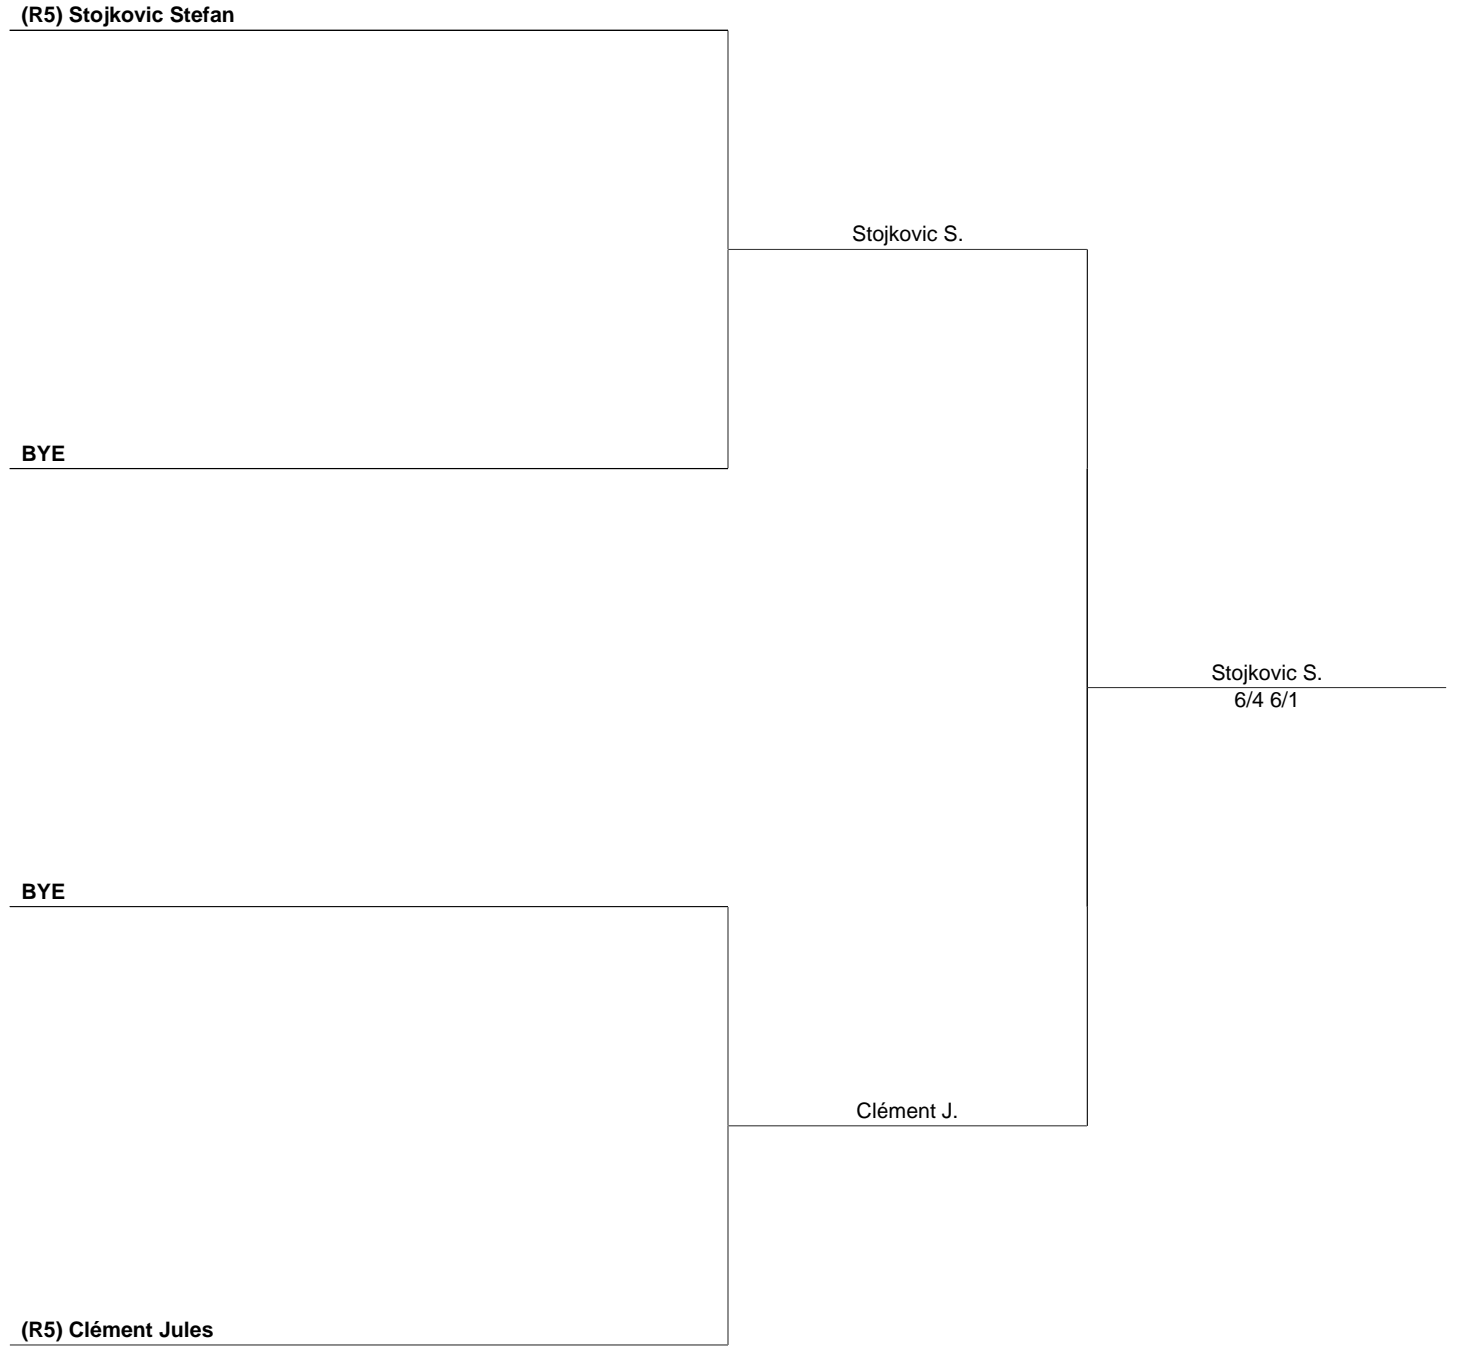 (R5) Stojkovic Stefan
Stojkovic S.
BYE
Stojkovic S.
6/4 6/1
BYE
Clément J.
(R5) Clément Jules